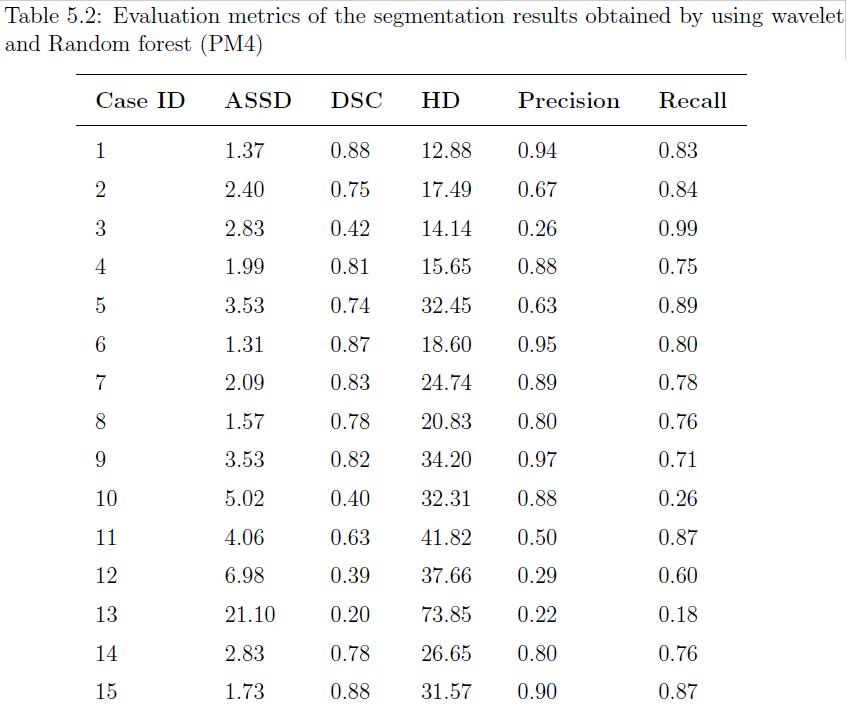 Table 5.2: Evaluation metrics of the segmentation results obtained by using wavelet
and Random forest (PM4)
Case ID ASSD DSC HD Precision Recall
1 1.37 0.88 12.88 0.94 0.83
2 2.40 0.75 17.49 0.67 0.84
3 2.83 0.42 14.14 0.26 0.99
4 1.99 0.81 15.65 0.88 0.75
5 3.53 0.74 32.45 0.63 0.89
6 1.31 0.87 18.60 0.95 0.80
7 2.09 0.83 24.74 0.89 0.78
8 1.57 0.78 20.83 0.80 0.76
9 3.53 0.82 34.20 0.97 0.71
10 5.02 0.40 32.31 0.88 0.26
11 4.06 0.63 41.82 0.50 0.87
12 6.98 0.39 37.66 0.29 0.60
13 21.10 0.20 73.85 0.22 0.18
14 2.83 0.78 26.65 0.80 0.76
15 1.73 0.88 31.57 0.90 0.87